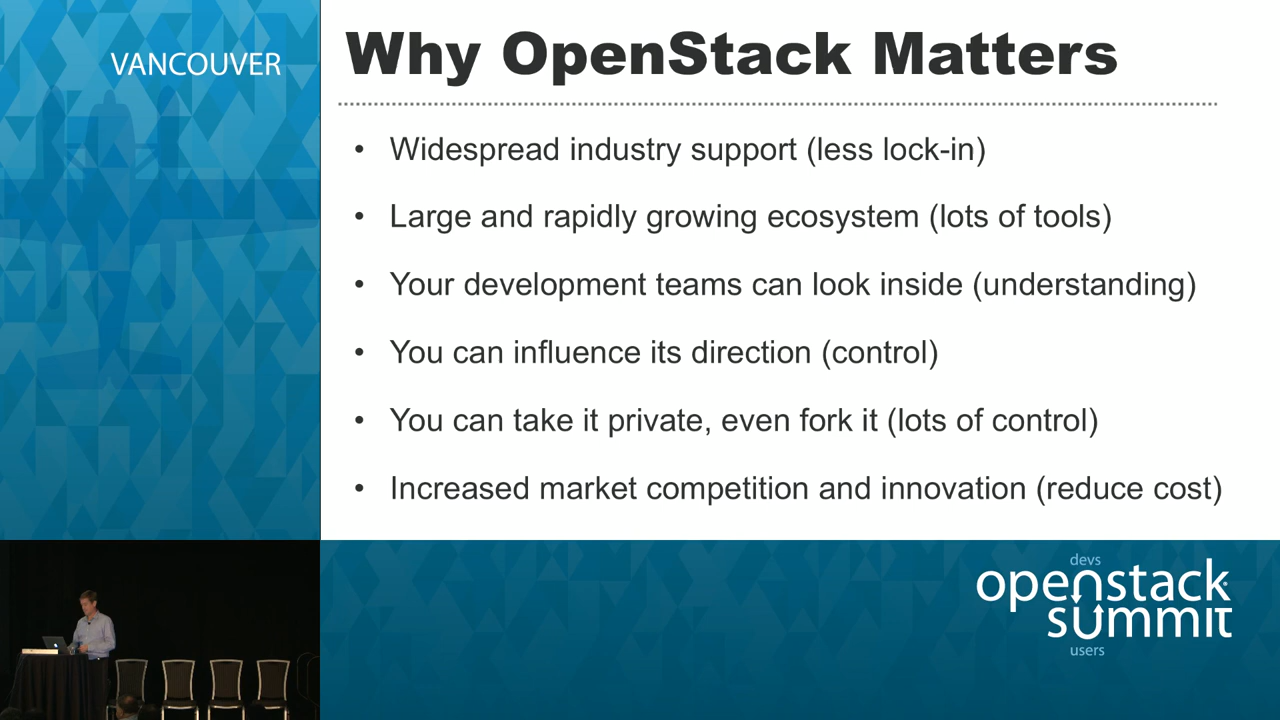 VANCOUVER
Why OpenStack Matters
• Widespread industry support (less lock-in)
• Large and rapidly growing ecosystem (lots of tools)
• Your development teams can look inside (understanding)
• You can influence its direction (control)
• You can take it private, even fork it (lots of control)
• Increased market competition and innovation (reduce cost)
devs
openstack
summit
users